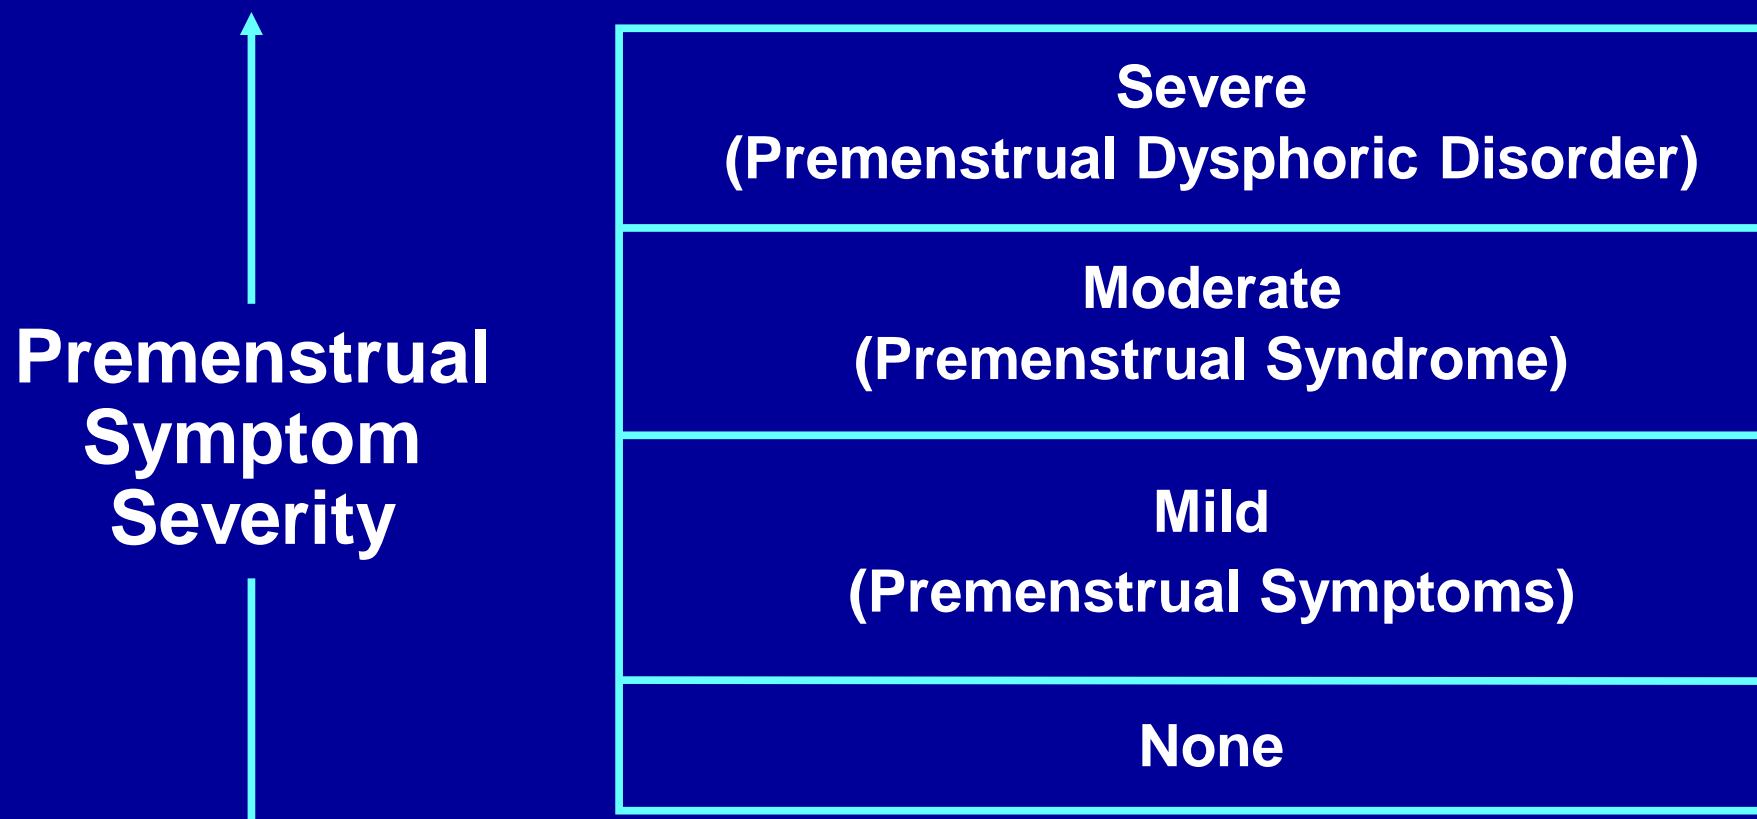 Premenstrual
Symptom
Severity
Severe
(Premenstrual Dysphoric Disorder)
Moderate
(Premenstrual Syndrome)
Mild
(Premenstrual Symptoms)
None